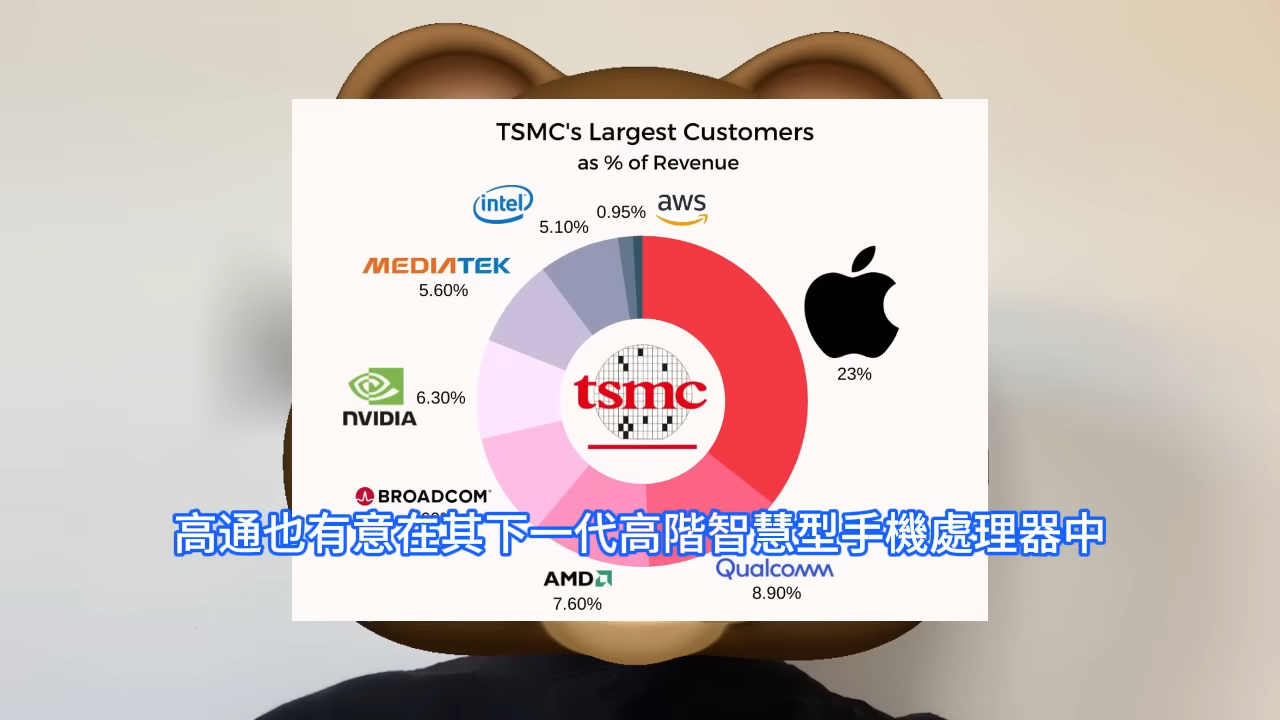 TSMC's Largest Customers
as % of Revenue
intel
5.10%
0.95%
aws
MEDIATEK
5.60%
23%
NVIDIA
6.30%
tsmc
BROADCOM
高通也有意在其下一代高階智慧型手機處理器中
AMD
7.60%
Qualcomm
8.90%